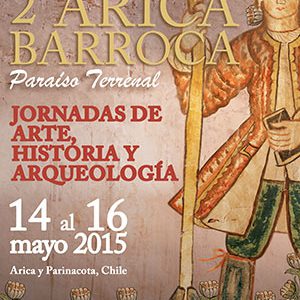 2 ARICA
BARROCA
Paraíso Terrenal
JORNADAS DE
ARTE,
HISTORIA Y
ARQUEOLOGÍA
14 al 16
mayo 2015
Arica y Parinacota, Chile